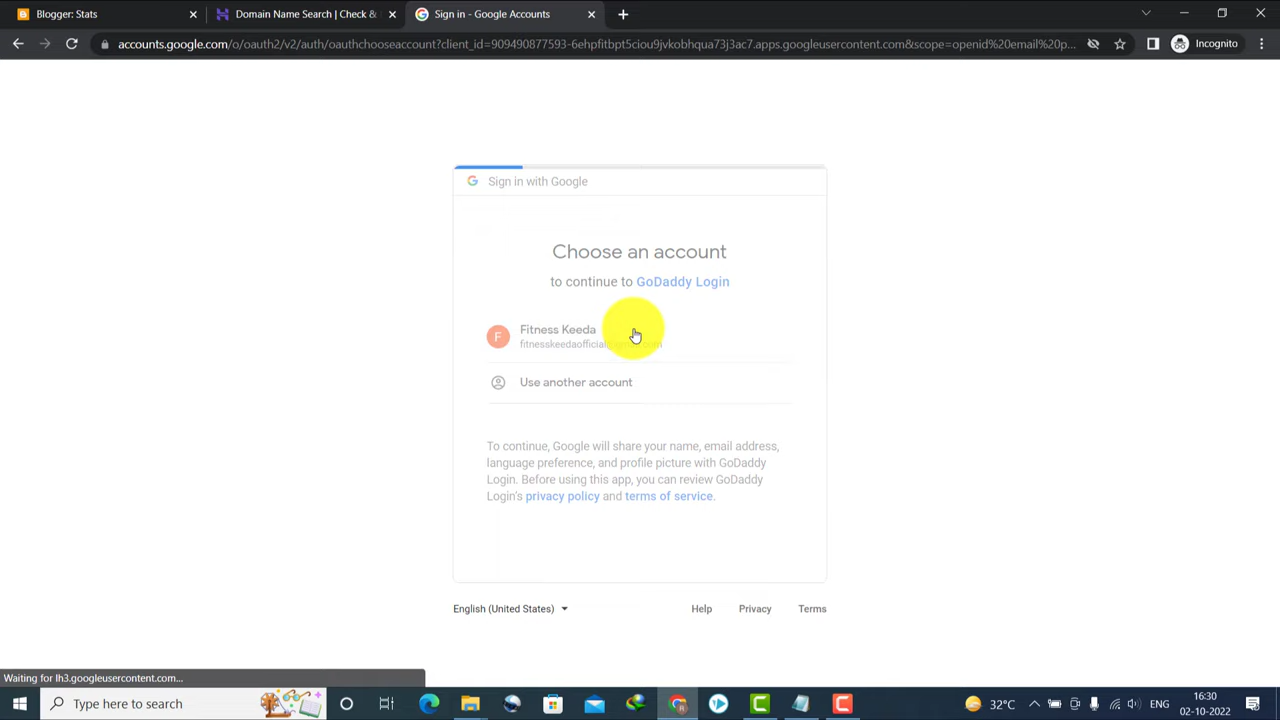 Blogger: Stats
Domain Name Search | Check &
Sign in - Google Accounts
accounts.google.com/o/oauth2/v2/auth/oauthchooseaccount?client_id=909490877593-6ehpfitbpt5ciou9jvkobhqua73j3ac7.apps.googleusercontent.com&scope=openid%20email%20p...
Incognito
Sign in with Google
Choose an account
to continue to GoDaddy Login
F
Fitness Keeda
Use another account
To continue, Google will share your name, email address,
language preference, and profile picture with GoDaddy
Login. Before using this app, you can review GoDaddy
Login's privacy policy and terms of service.
English (United States)
Help
Privacy
Terms
Waiting for lh3.googleusercontent.com...
Type here to search
32°C
ENG
16:30
02-10-2022